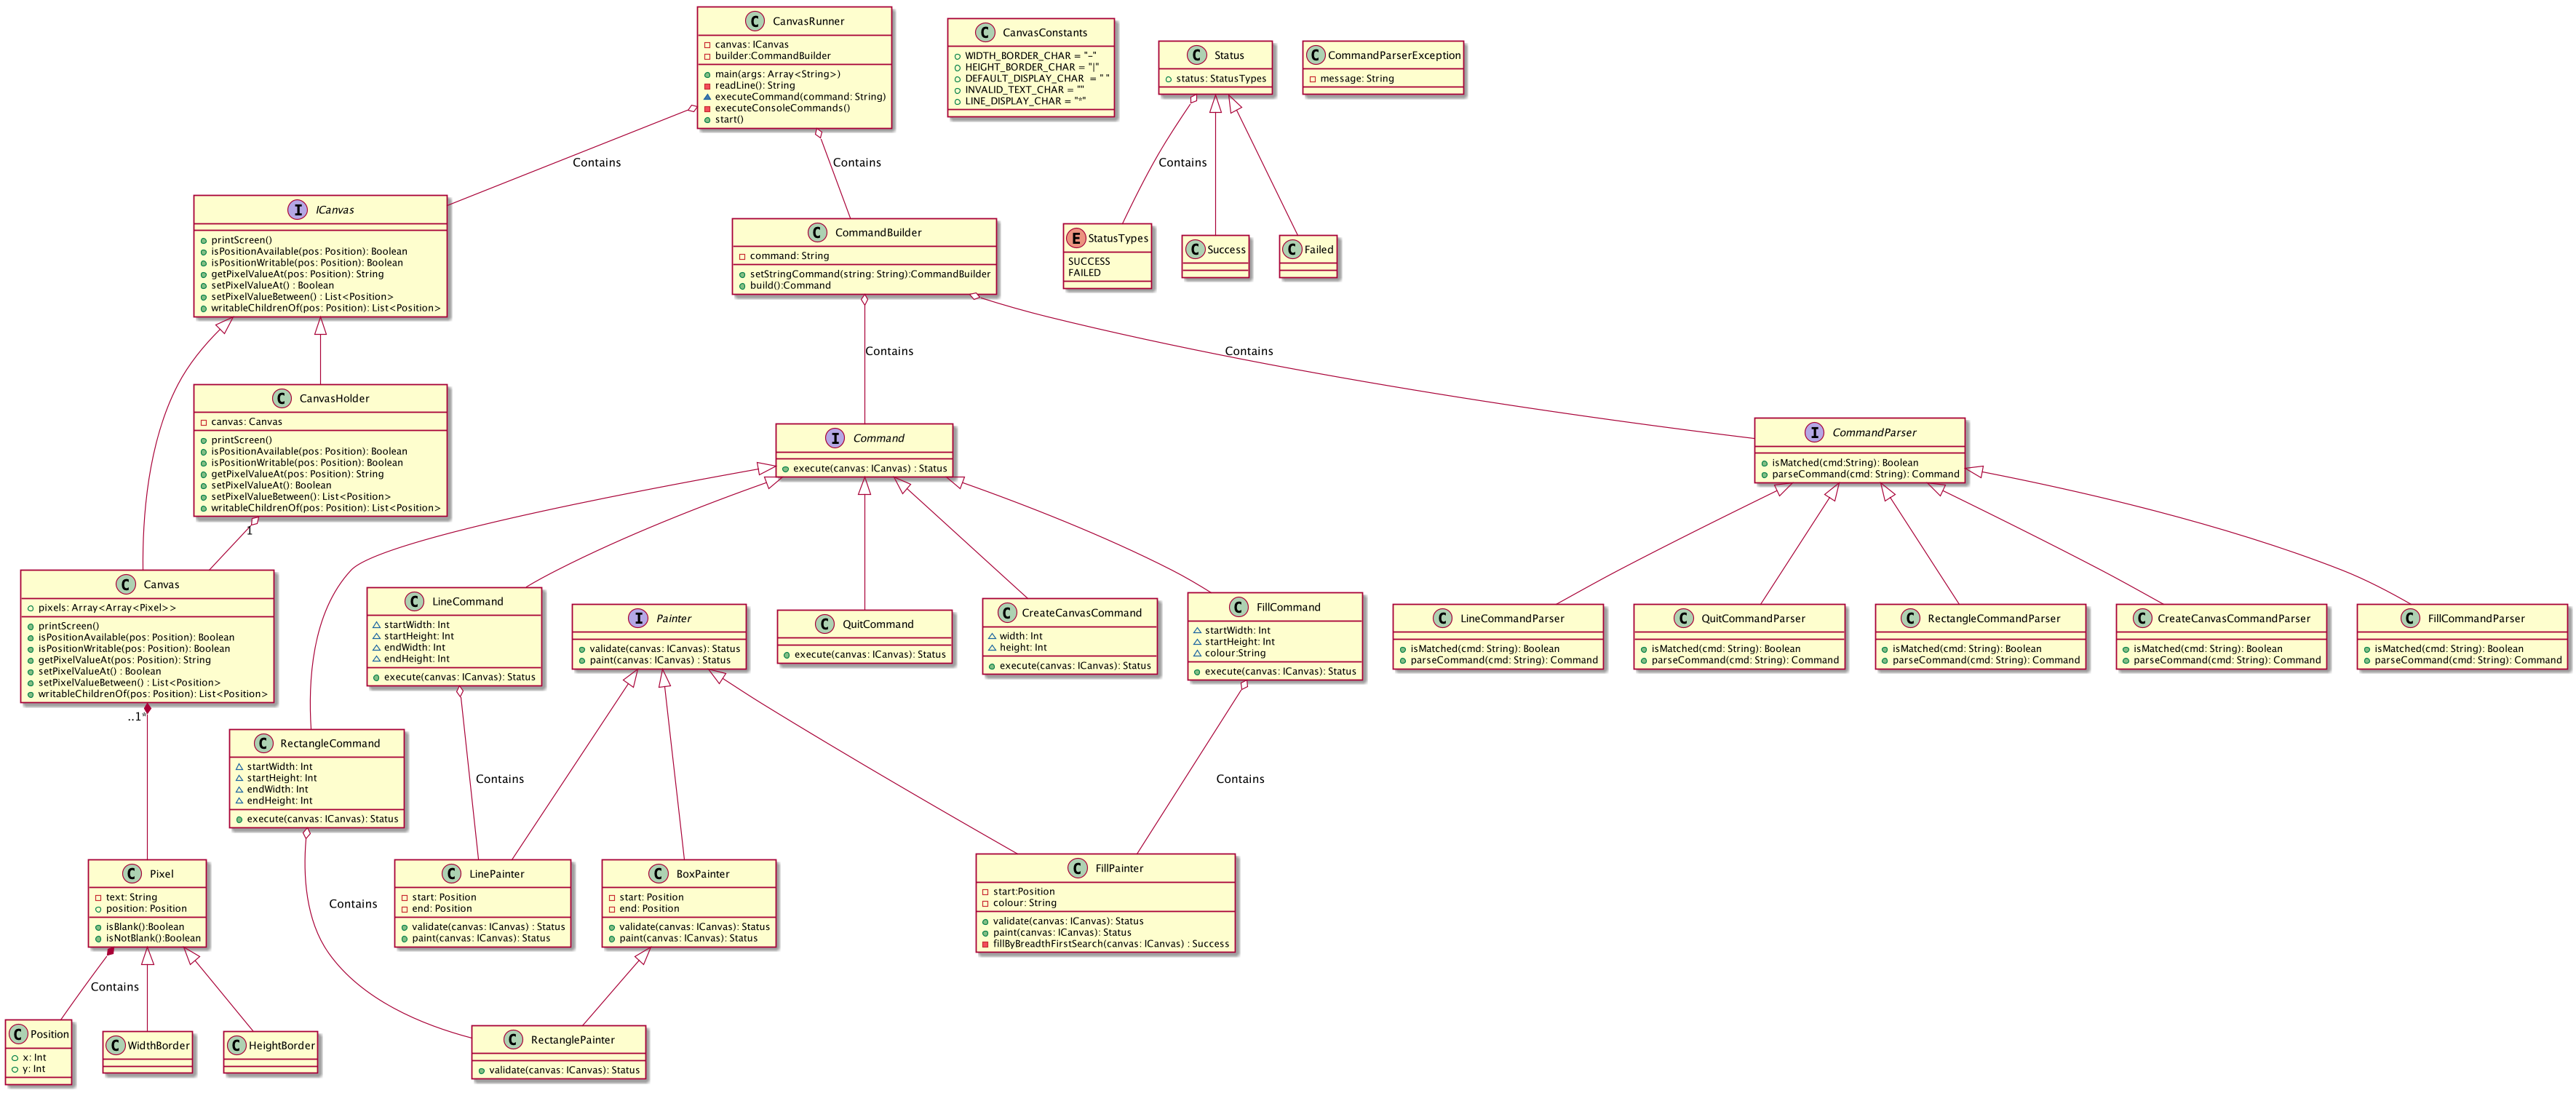 CanvasRunner
canvas: ICanvas
builder:CommandBuilder
main(args: Array<String>)
readLine(): String
executeCommand(command: String)
executeConsoleCommands()
start()
CanvasConstants
WIDTH_BORDER_CHAR = "-"
HEIGHT_BORDER_CHAR = "|"
DEFAULT_DISPLAY_CHAR = " "
INVALID_TEXT_CHAR = ""
LINE_DISPLAY_CHAR = "*"
Status
status: StatusTypes
CommandParserException
message: String
Contains
Contains
Contains
ICanvas
printScreen()
isPositionAvailable(pos: Position): Boolean
isPositionWritable(pos: Position): Boolean
getPixelValueAt(pos: Position): String
setPixelValueAt() : Boolean
setPixelValueBetween() : List<Position>
writableChildrenOf(pos: Position): List<Position>
CommandBuilder
command: String
setStringCommand(string: String):CommandBuilder
build():Command
StatusTypes
SUCCESS
FAILED
Success
Failed
Contains
Contains
CanvasHolder
canvas: Canvas
printScreen()
isPositionAvailable(pos: Position): Boolean
isPositionWritable(pos: Position): Boolean
getPixelValueAt(pos: Position): String
setPixelValueAt(): Boolean
setPixelValueBetween(): List<Position>
writableChildrenOf(pos: Position): List<Position>
1
Command
execute(canvas: ICanvas) : Status
CommandParser
isMatched(cmd:String): Boolean
parseCommand(cmd: String): Command
Canvas
pixels: Array<Array<Pixel>>
printScreen()
isPositionAvailable(pos: Position): Boolean
isPositionWritable(pos: Position): Boolean
getPixelValueAt(pos: Position): String
setPixelValueAt() : Boolean
setPixelValueBetween() : List<Position>
writableChildrenOf(pos: Position): List<Position>
..1*
LineCommand
startWidth: Int
startHeight: Int
endWidth: Int
endHeight: Int
execute(canvas: ICanvas): Status
Painter
validate(canvas: ICanvas): Status
paint(canvas: ICanvas) : Status
QuitCommand
execute(canvas: ICanvas): Status
CreateCanvasCommand
width: Int
height: Int
execute(canvas: ICanvas): Status
FillCommand
startWidth: Int
startHeight: Int
colour:String
execute(canvas: ICanvas): Status
LineCommandParser
isMatched(cmd: String): Boolean
parseCommand(cmd: String): Command
QuitCommandParser
isMatched(cmd: String): Boolean
parseCommand(cmd: String): Command
RectangleCommandParser
isMatched(cmd: String): Boolean
parseCommand(cmd: String): Command
CreateCanvasCommandParser
isMatched(cmd: String): Boolean
parseCommand(cmd: String): Command
FillCommandParser
isMatched(cmd: String): Boolean
parseCommand(cmd: String): Command
RectangleCommand
startWidth: Int
startHeight: Int
endWidth: Int
endHeight: Int
execute(canvas: ICanvas): Status
Contains
Contains
Contains
Pixel
text: String
position: Position
isBlank():Boolean
isNotBlank():Boolean
LinePainter
start: Position
end: Position
validate(canvas: ICanvas) : Status
paint(canvas: ICanvas): Status
BoxPainter
start: Position
end: Position
validate(canvas: ICanvas): Status
paint(canvas: ICanvas): Status
FillPainter
start:Position
colour: String
validate(canvas: ICanvas): Status
paint(canvas: ICanvas): Status
fillByBreadthFirstSearch(canvas: ICanvas) : Success
Contains
Position
x: Int
y: Int
WidthBorder
HeightBorder
RectanglePainter
validate(canvas: ICanvas): Status